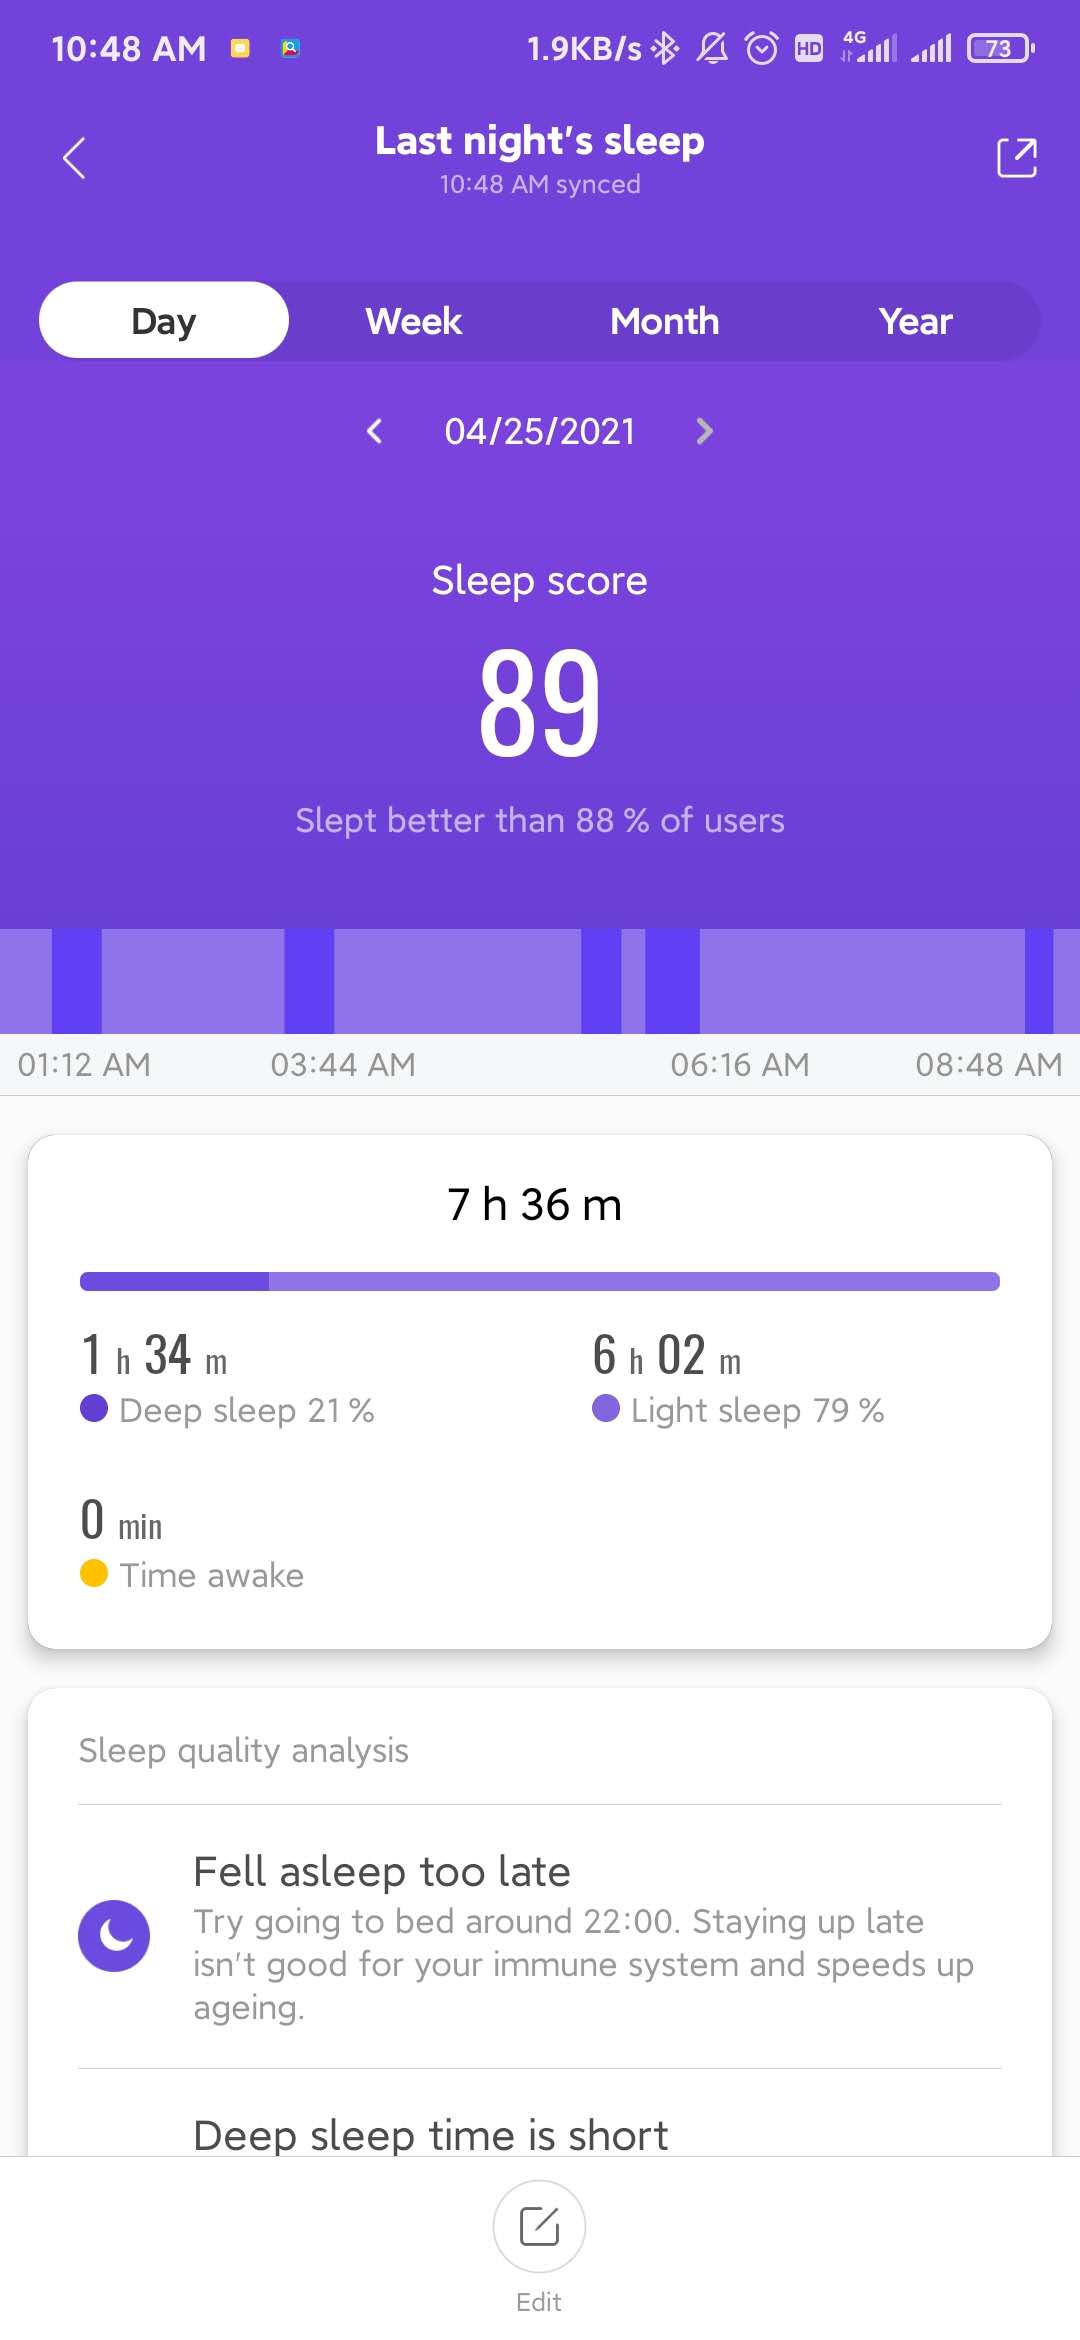 10:48 AM 1.9KB/s HD 4G 73
Last night's sleep
10:48 AM synced
Day Week Month Year
04/25/2021
Sleep score
89
Slept better than 88 % of users
01:12 AM 03:44 AM 06:16 AM 08:48 AM
7 h 36 m
1 h 34 m 6 h 02 m
Deep sleep 21 % Light sleep 79 %
0 min
Time awake
Sleep quality analysis
Fell asleep too late
Try going to bed around 22:00. Staying up late
isn't good for your immune system and speeds up
ageing.
Deep sleep time is short
Edit